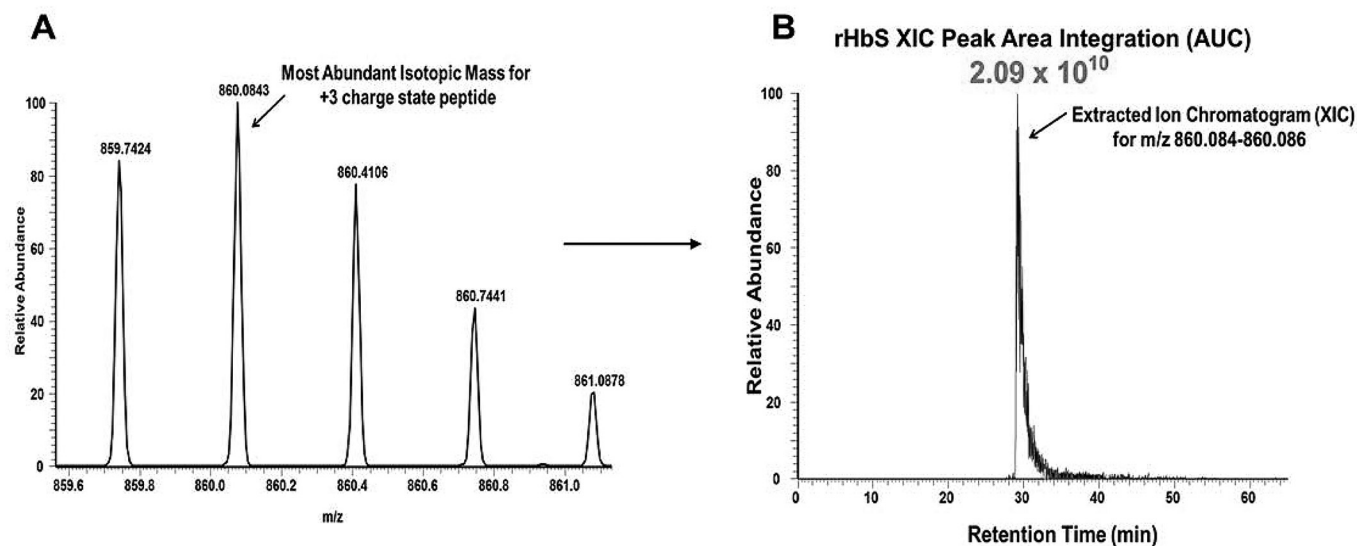 A
Most Abundant Isotopic Mass for
+3 charge state peptide
860.0843
859.7424
860.4106
860.7441
861.0878
100
80
60
40
20
0
Relative Abundance
859.6 859.8 860.0 860.2 860.4 860.6 860.8 861.0
m/z
B
rHbS XIC Peak Area Integration (AUC)
2.09 x 10¹⁰
Extracted Ion Chromatogram (XIC)
for m/z 860.084-860.086
100
80
60
40
20
0
Relative Abundance
0 10 20 30 40 50 60
Retention Time (min)